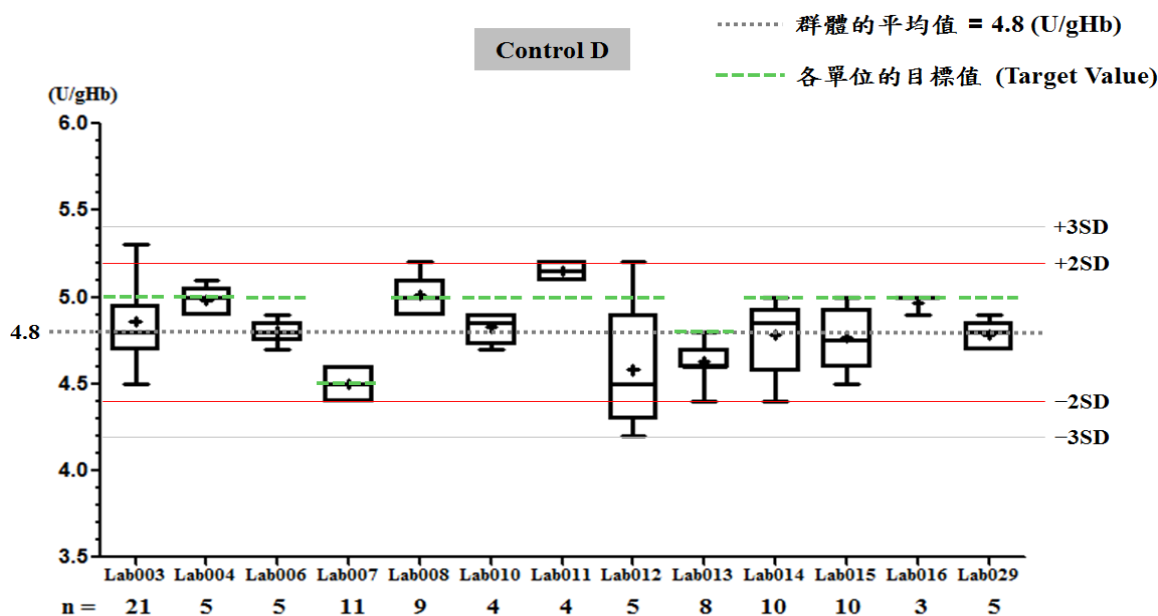 群體的平均值 = 4.8 (U/gHb)
Control D
各單位的目標值 (Target Value)
(U/gHb)
6.0
5.5
+3SD
+2SD
5.0
4.8
4.5
−2SD
−3SD
4.0
3.5
Lab003 Lab004 Lab006 Lab007 Lab008 Lab010 Lab011 Lab012 Lab013 Lab014 Lab015 Lab016 Lab029
n = 21 5 5 11 9 4 4 5 8 10 10 3 5